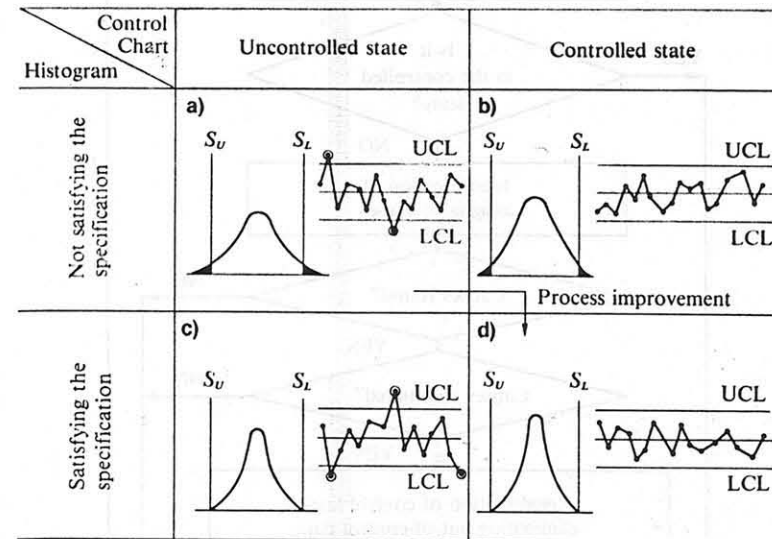 Control
Chart
Histogram
Uncontrolled state
Controlled state
Not satisfying the
specification
a)
S_U
S_L
UCL
LCL
b)
S_U
S_L
UCL
LCL
Process improvement
Satisfying the
specification
c)
S_U
S_L
UCL
LCL
d)
S_U
S_L
UCL
LCL